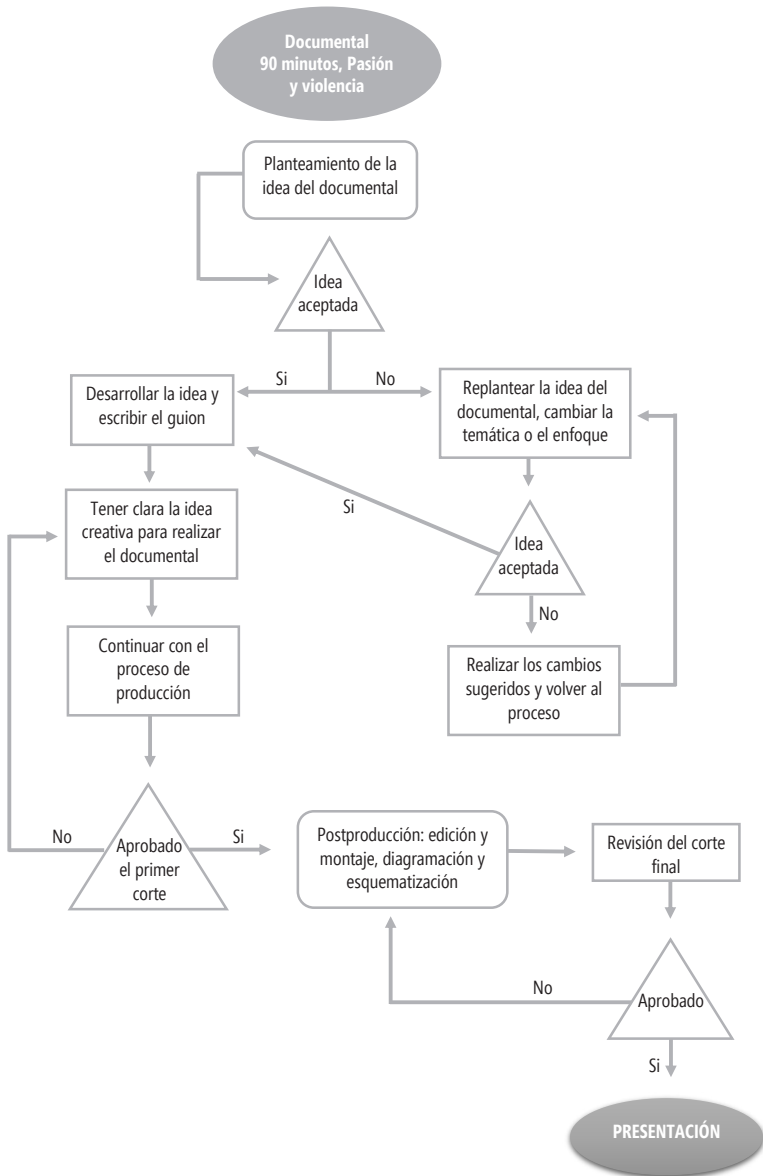 Documental
90 minutos, Pasión
y violencia
Planteamiento de la
idea del documental
Idea
aceptada
Si
No
Desarrollar la idea y
escribir el guion
Replantear la idea del
documental, cambiar la
temática o el enfoque
Si
Tener clara la idea
creativa para realizar
el documental
Idea
aceptada
No
Continuar con el
proceso de
producción
Realizar los cambios
sugeridos y volver al
proceso
No
Aprobado
el primer
corte
Si
Postproducción: edición y
montaje, diagramación y
esquematización
Revisión del corte
final
No
Aprobado
Si
PRESENTACIÓN